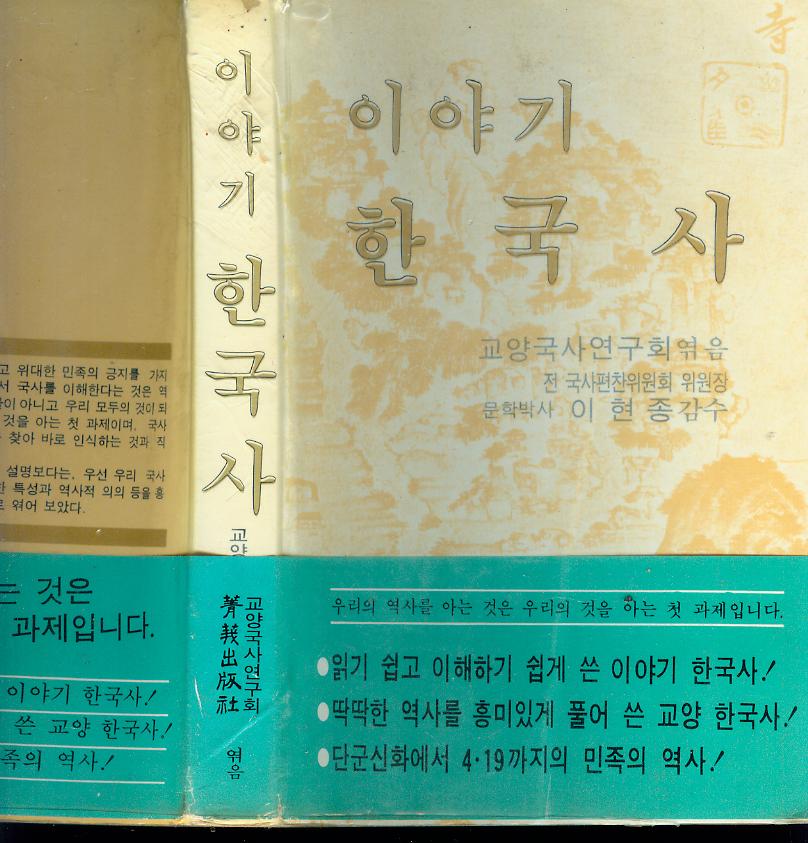 이야기
한국사
교양국사연구회엮음
전 국사편찬위원회 위원장
문학박사 이현종감수
우리의 역사를 아는 것은 우리의 것을 아는 첫 과제입니다.
●읽기 쉽고 이해하기 쉽게 쓴 이야기 한국사!
●딱딱한 역사를 흥미있게 풀어 쓴 교양 한국사!
●단군신화에서 4·19까지의 민족의 역사!
이야기 한국사
교양
교양국사연구회 엮음
菁莪出版社
고 위대한 민족의 긍지를 가지
서 국사를 이해한다는 것은 역
이 아니고 우리 모두의 것이 되
것을 아는 첫 과제이며, 국사
찾아 바로 인식하는 것과 직
설명보다는, 우선 우리 국사
한 특성과 역사적 의의 등을 흥
로 엮어 보았다.
는 것은
과제입니다.
이야기 한국사!
쓴 교양 한국사!
족의 역사!
寺